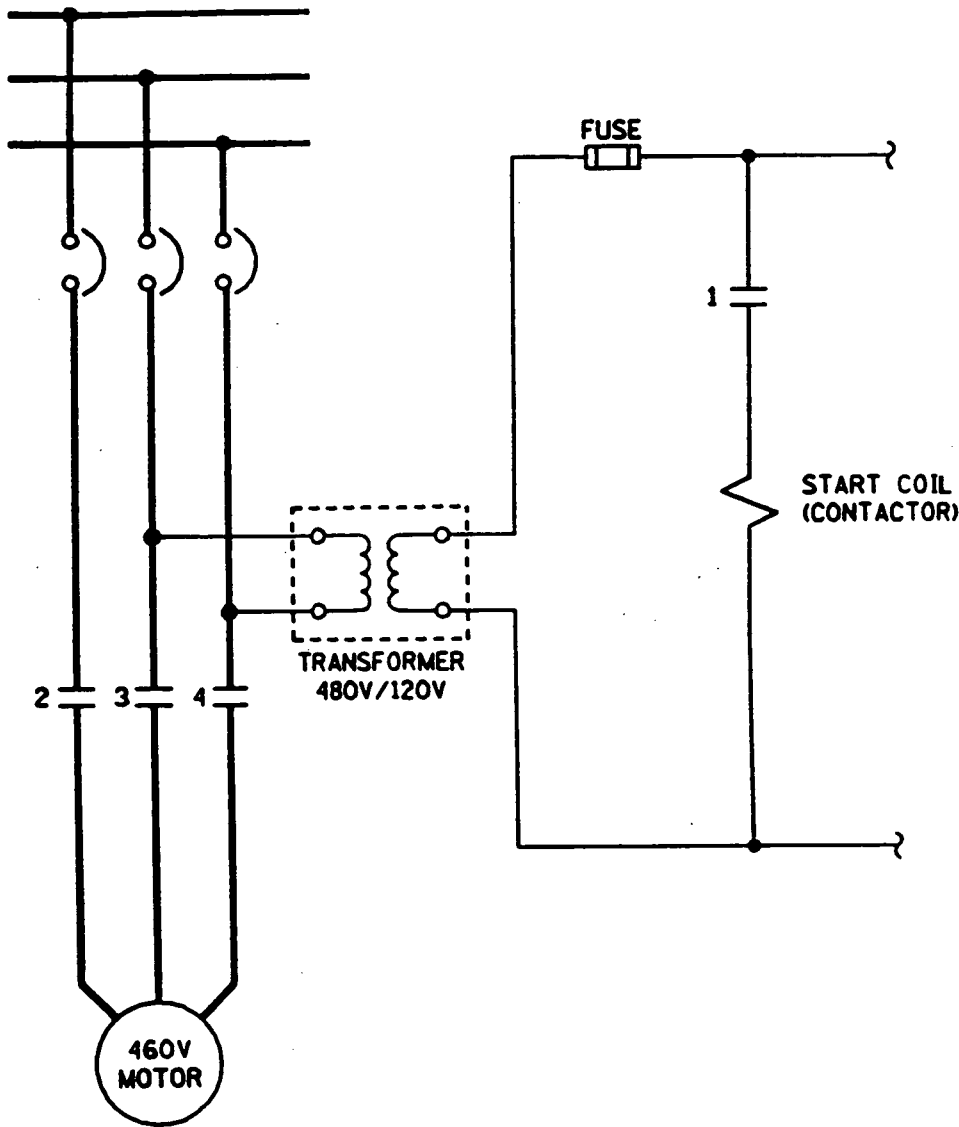 FUSE
1
START COIL
(CONTACTOR)
TRANSFORMER
480V/120V
2 3 4
460V
MOTOR